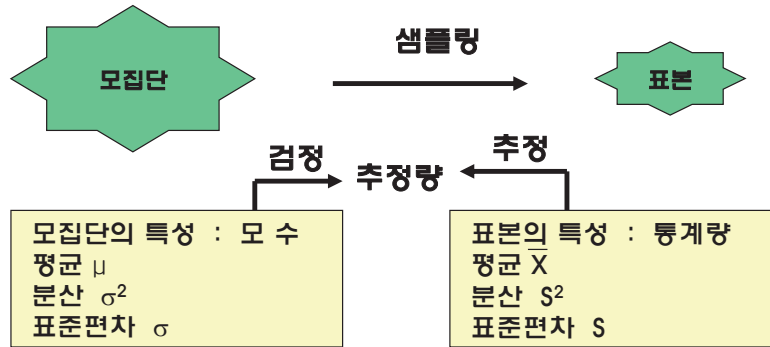 샘플링
모집단
표본
검정
추정
추정량
모집단의 특성 : 모 수
평균 μ
분산 σ²
표준편차 σ
표본의 특성 : 통계량
평균 X̅
분산 S²
표준편차 S